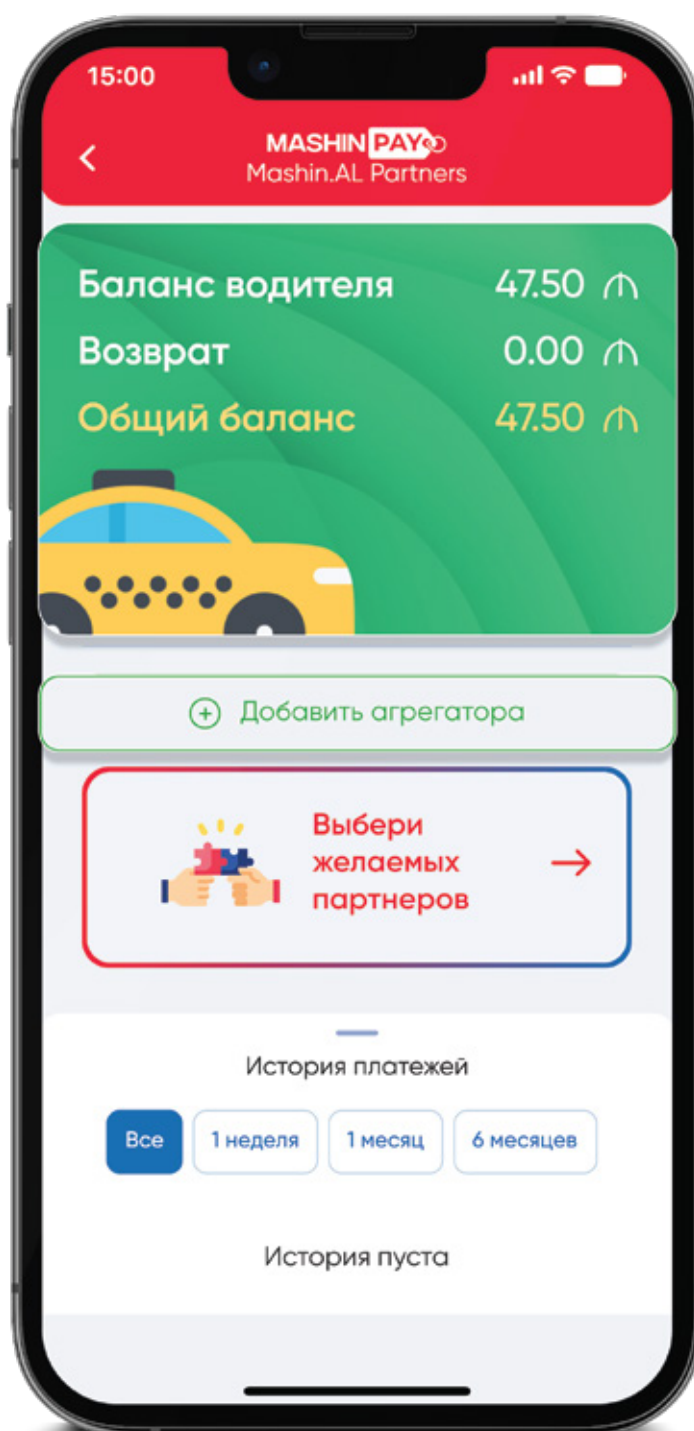 15:00
MASHIN PAY
Mashin.AL Partners
Баланс водителя 47.50 ₼
Возврат 0.00 ₼
Общий баланс 47.50 ₼
Добавить агрегатора
Выбери
желаемых
партнеров
История платежей
Все 1 неделя 1 месяц 6 месяцев
История пуста